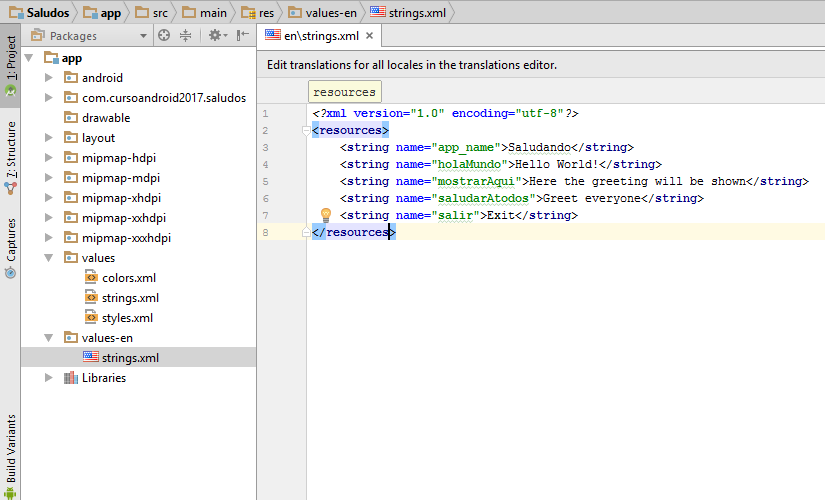 Saludos app src main res values-en strings.xml
1: Project
7: Structure
Captures
Build Variants
Packages
app
android
com.cursoandroid2017.saludos
drawable
layout
mipmap-hdpi
mipmap-mdpi
mipmap-xhdpi
mipmap-xxhdpi
mipmap-xxxhdpi
values
colors.xml
strings.xml
styles.xml
values-en
strings.xml
Libraries
en\strings.xml
Edit translations for all locales in the translations editor.
resources
1 <?xml version="1.0" encoding="utf-8"?>
2 <resources>
3 <string name="app_name">Saludando</string>
4 <string name="holaMundo">Hello World!</string>
5 <string name="mostrarAqui">Here the greeting will be shown</string>
6 <string name="saludarAtodos">Greet everyone</string>
7 <string name="salir">Exit</string>
8 </resources>